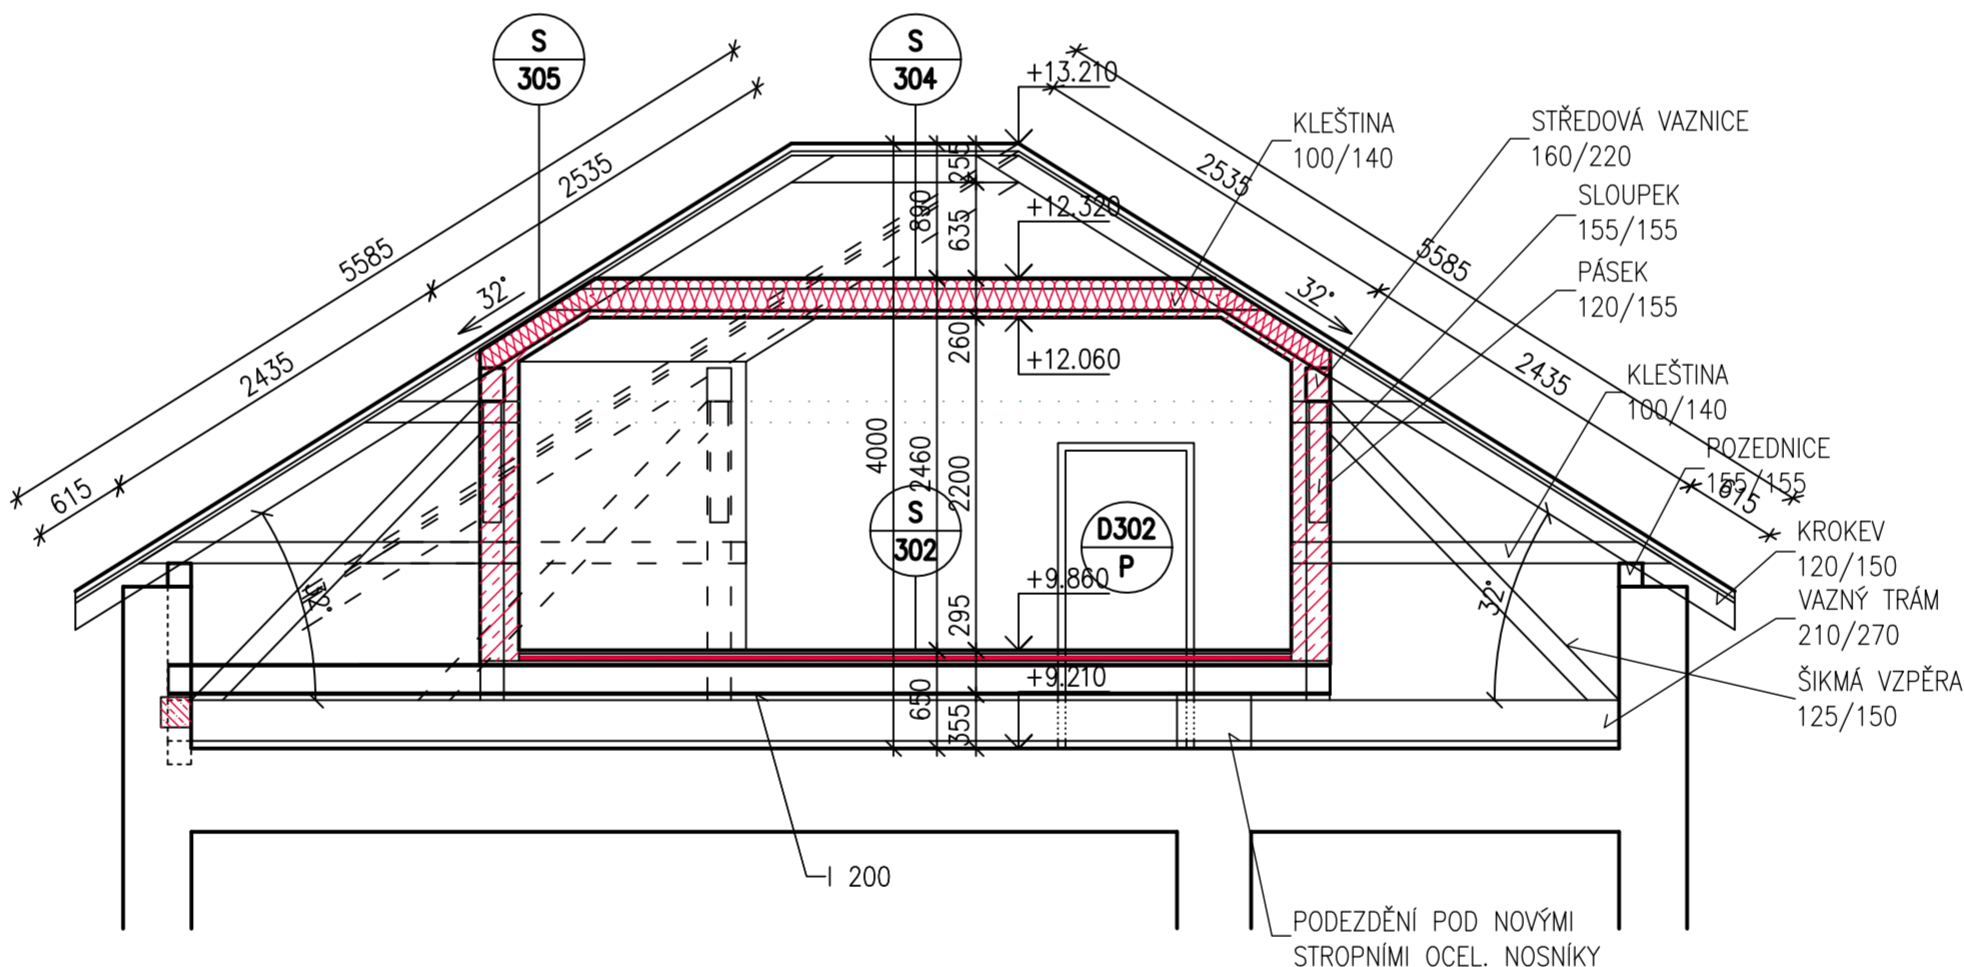 S
305
S
304
+13.210
KLEŠTINA
100/140
STŘEDOVÁ VAZNICE
160/220
SLOUPEK
155/155
PÁSEK
120/155
KLEŠTINA
100/140
POZEDNICE
155/155
KROKEV
120/150
VAZNÝ TRÁM
210/270
ŠIKMÁ VZPĚRA
125/150
5585
2535
2435
615
32°
2535
5585
2435
615
32°
255
890
635
+12.320
260
+12.060
4000
2460
2200
S
302
D302
P
+9.860
295
+9.210
650
355
32°
32°
I 200
PODEZDĚNÍ POD NOVÝMI
STROPNÍMI OCEL. NOSNÍKY